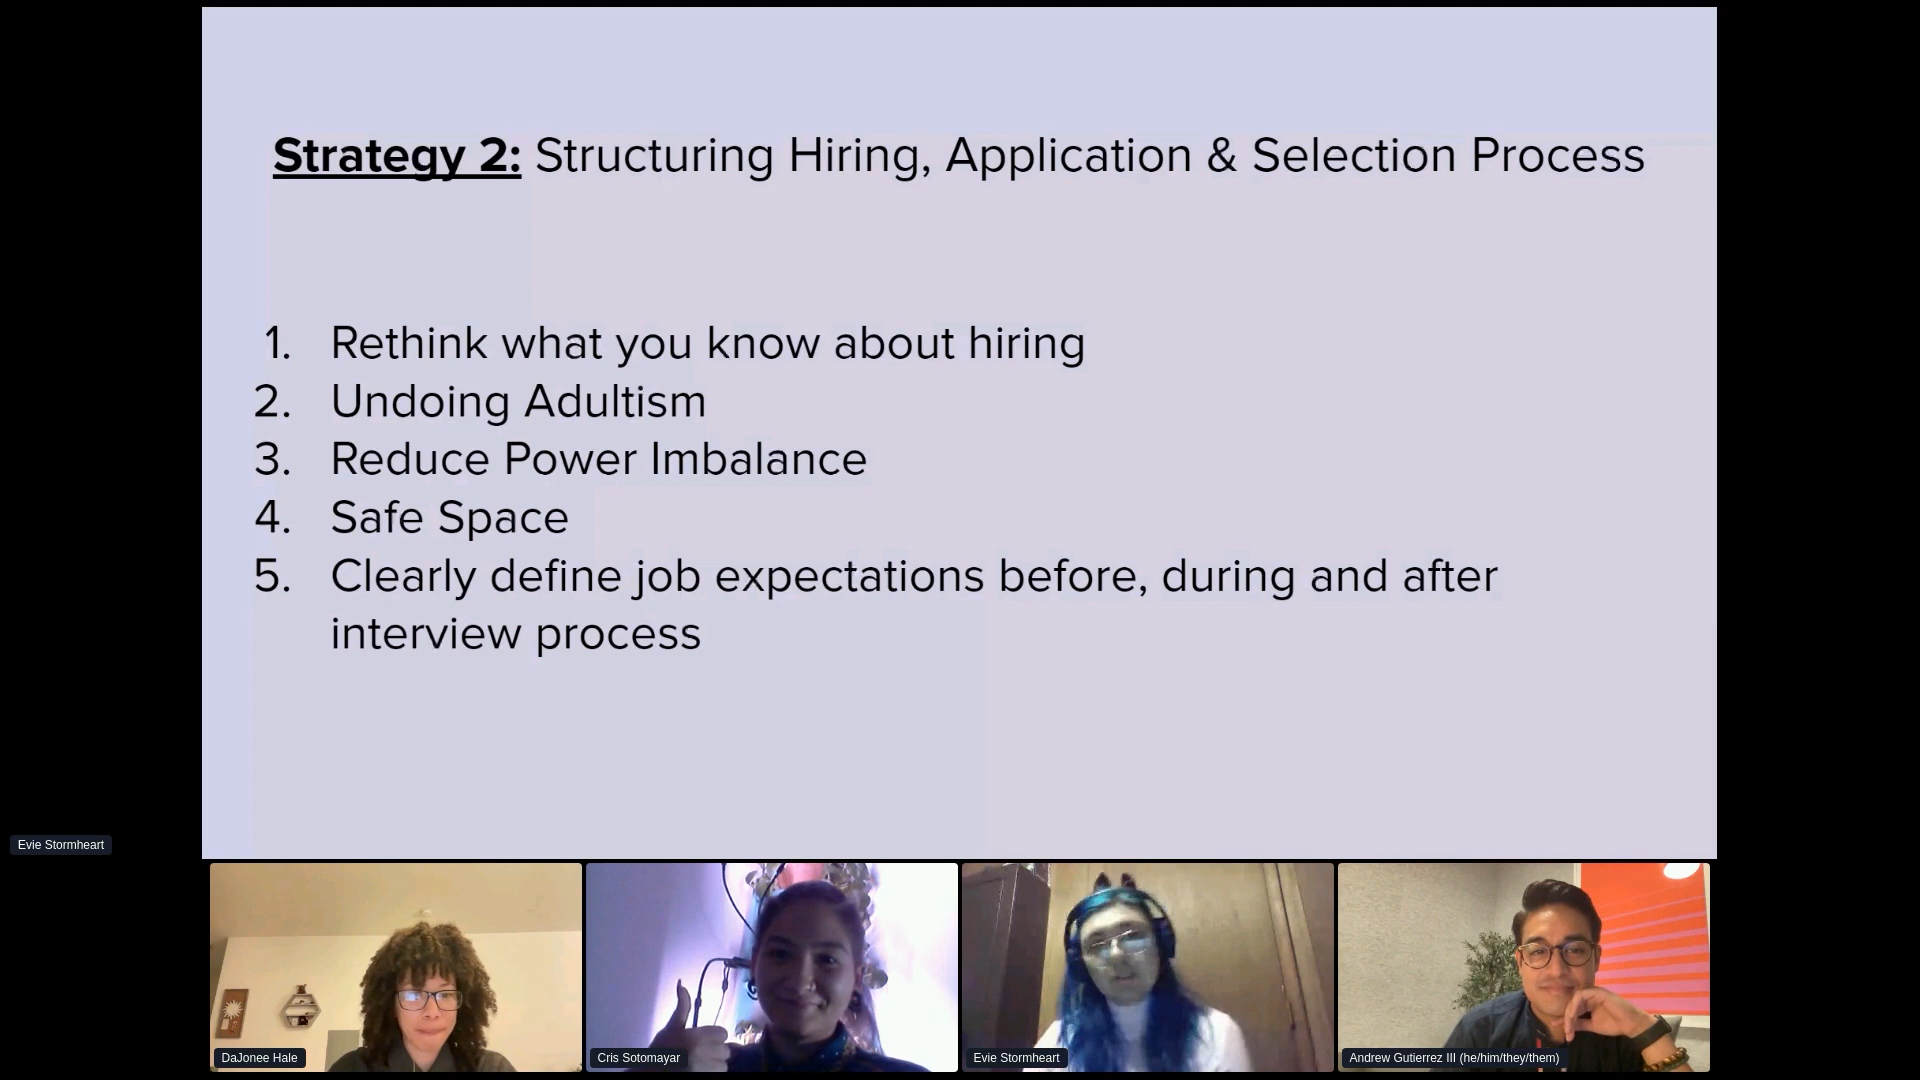 Strategy 2: Structuring Hiring, Application & Selection Process
1. Rethink what you know about hiring
2. Undoing Adultism
3. Reduce Power Imbalance
4. Safe Space
5. Clearly define job expectations before, during and after
interview process
Evie Stormheart
DaJonee Hale
Cris Sotomayar
Evie Stormheart
Andrew Gutierrez III (he/him/they/them)